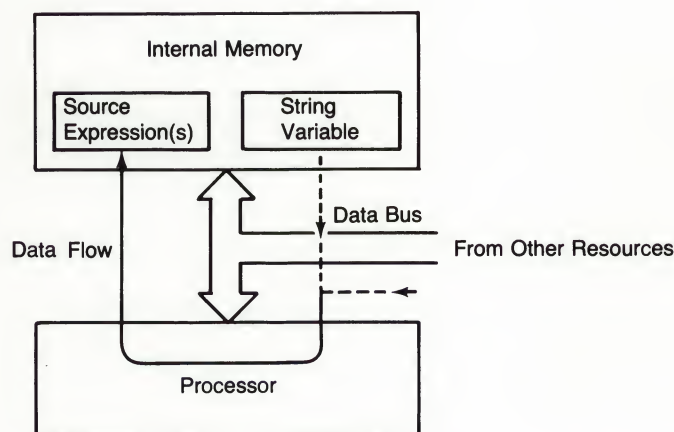 Internal Memory
Source
Expression(s)
String
Variable
Data Bus
Data Flow
From Other Resources
Processor